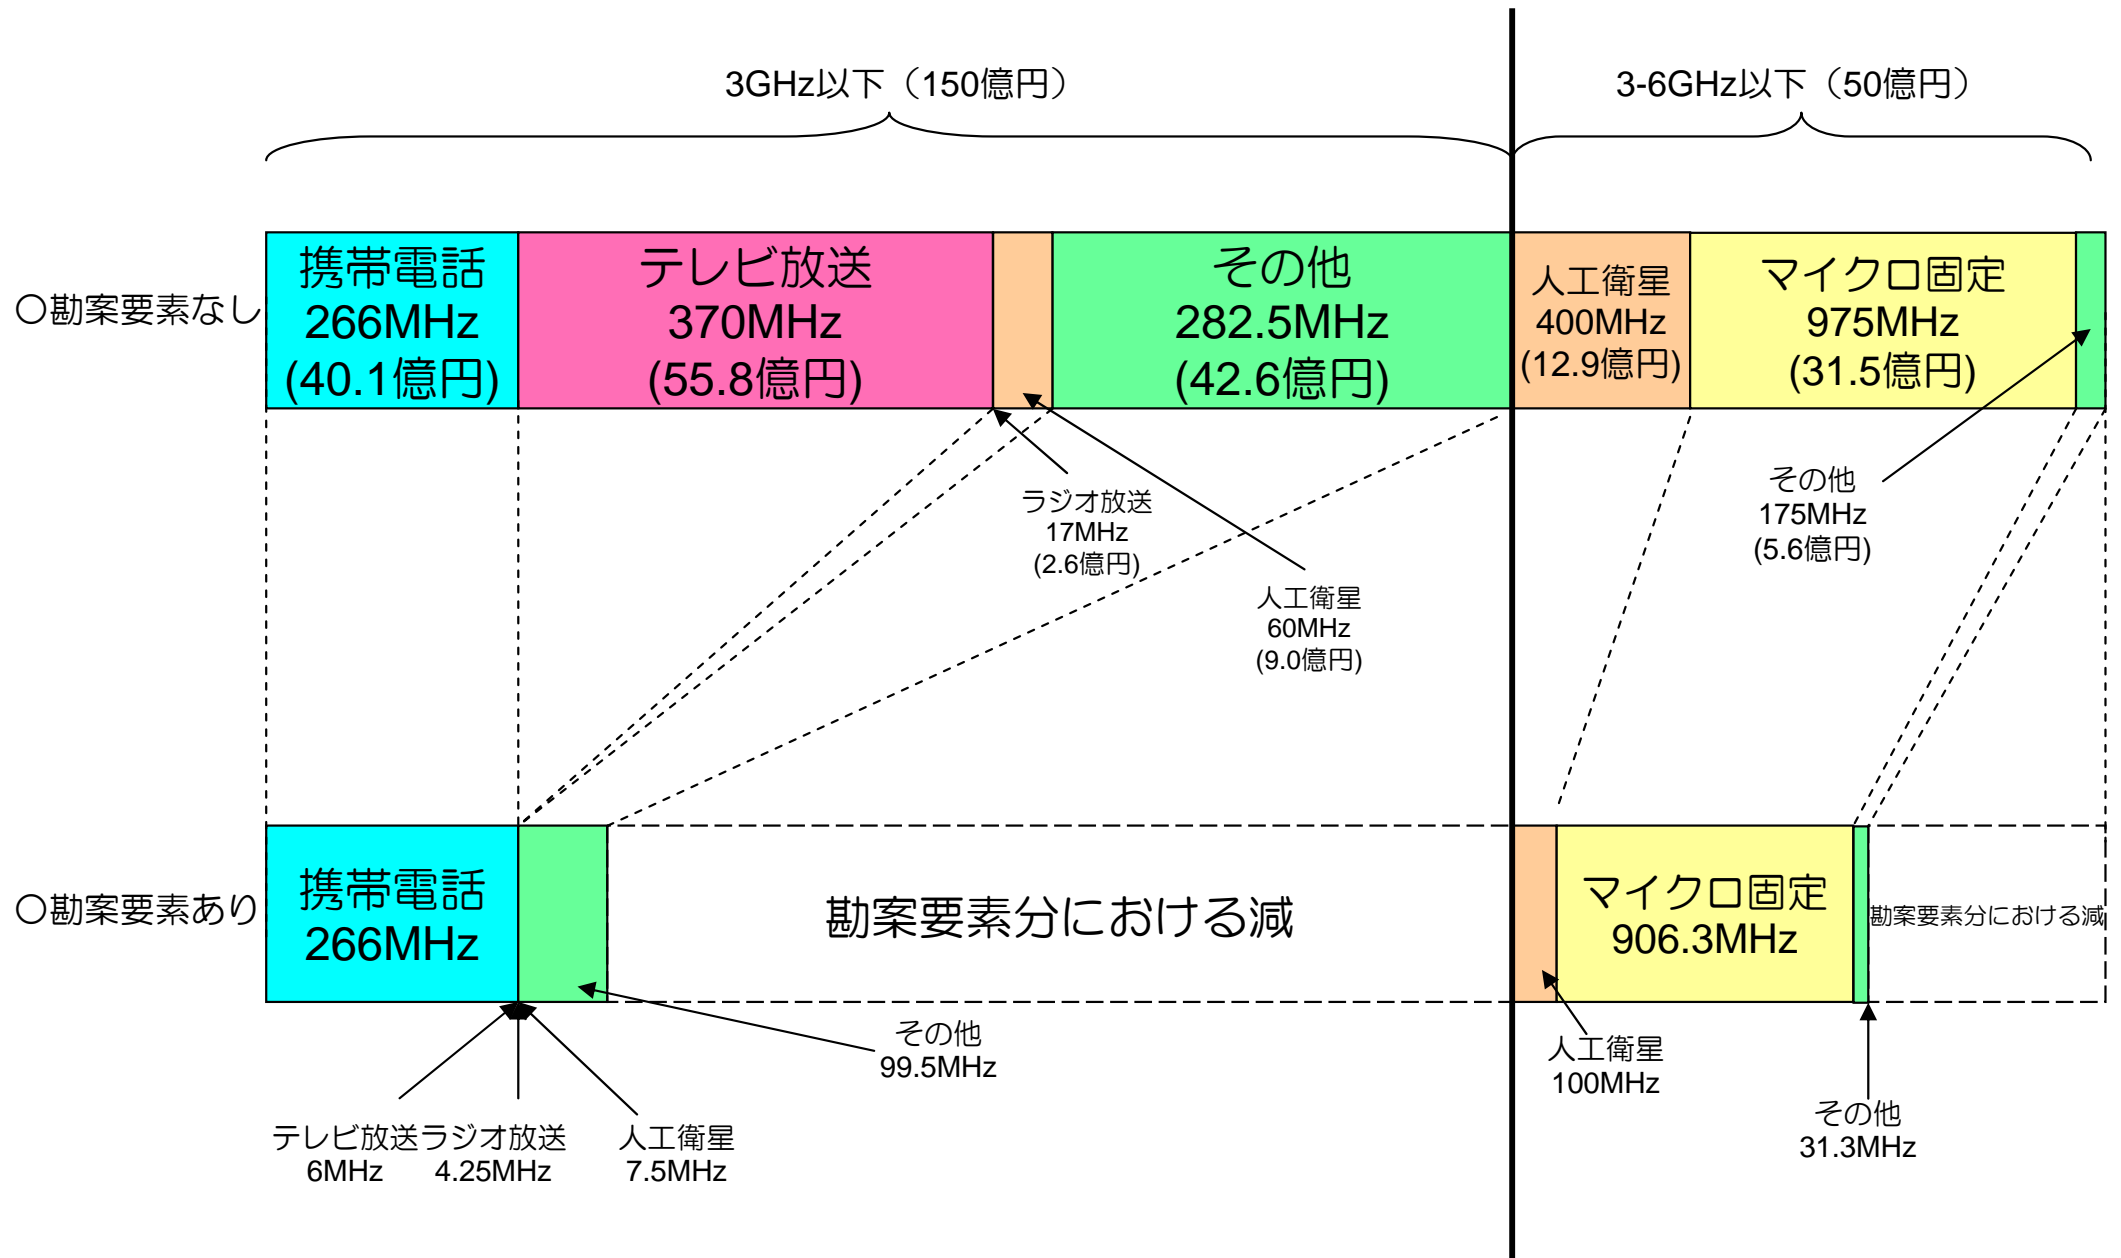 3GHz以下（150億円）
3-6GHz以下（50億円）
〇勘案要素なし
携帯電話
266MHz
(40.1億円)
テレビ放送
370MHz
(55.8億円)
その他
282.5MHz
(42.6億円)
人工衛星
400MHz
(12.9億円)
マイクロ固定
975MHz
(31.5億円)
ラジオ放送
17MHz
(2.6億円)
人工衛星
60MHz
(9.0億円)
その他
175MHz
(5.6億円)
〇勘案要素あり
携帯電話
266MHz
勘案要素分における減
マイクロ固定
906.3MHz
勘案要素分における減
その他
99.5MHz
人工衛星
100MHz
その他
31.3MHz
テレビ放送
6MHz
ラジオ放送
4.25MHz
人工衛星
7.5MHz